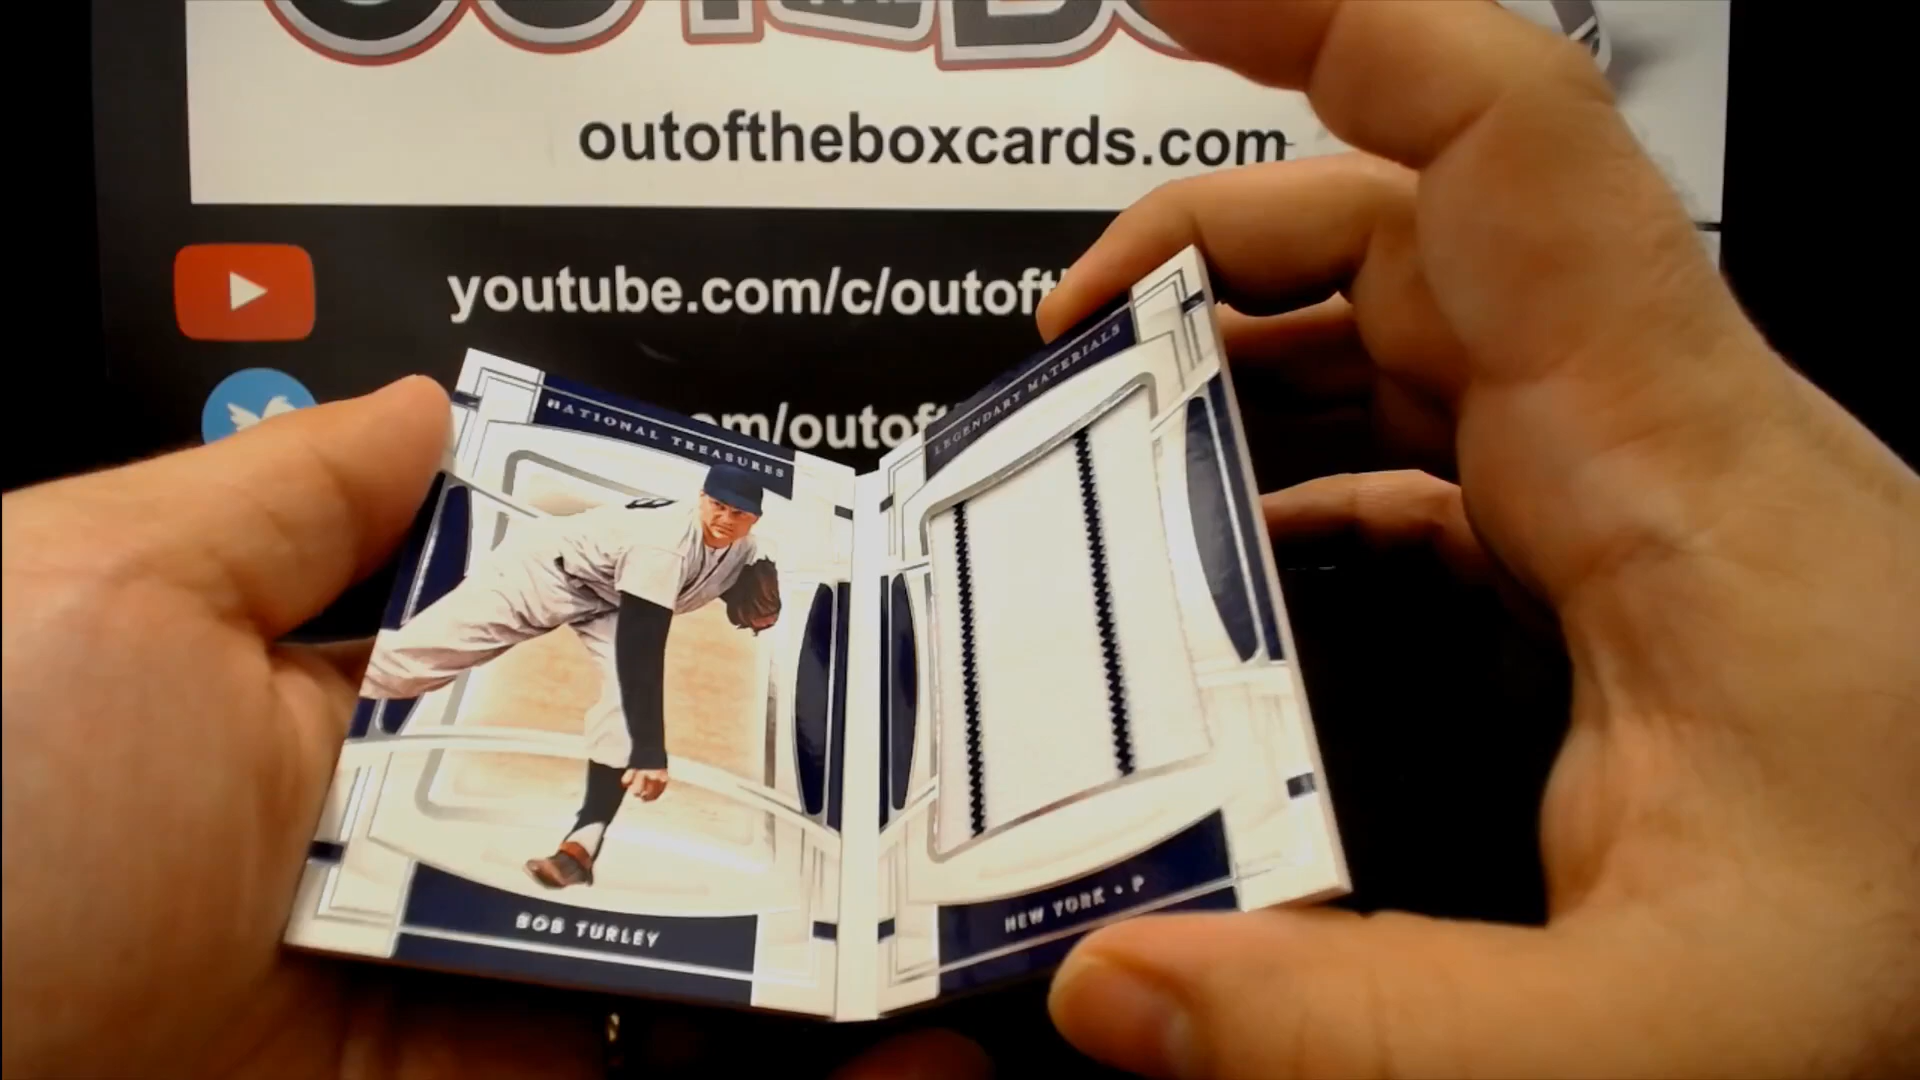 outoftheboxcards.com
youtube.com/c/outoft
om/outof
NATIONAL TREASURES
LEGENDARY MATERIALS
BOB TURLEY
NEW YORK • P